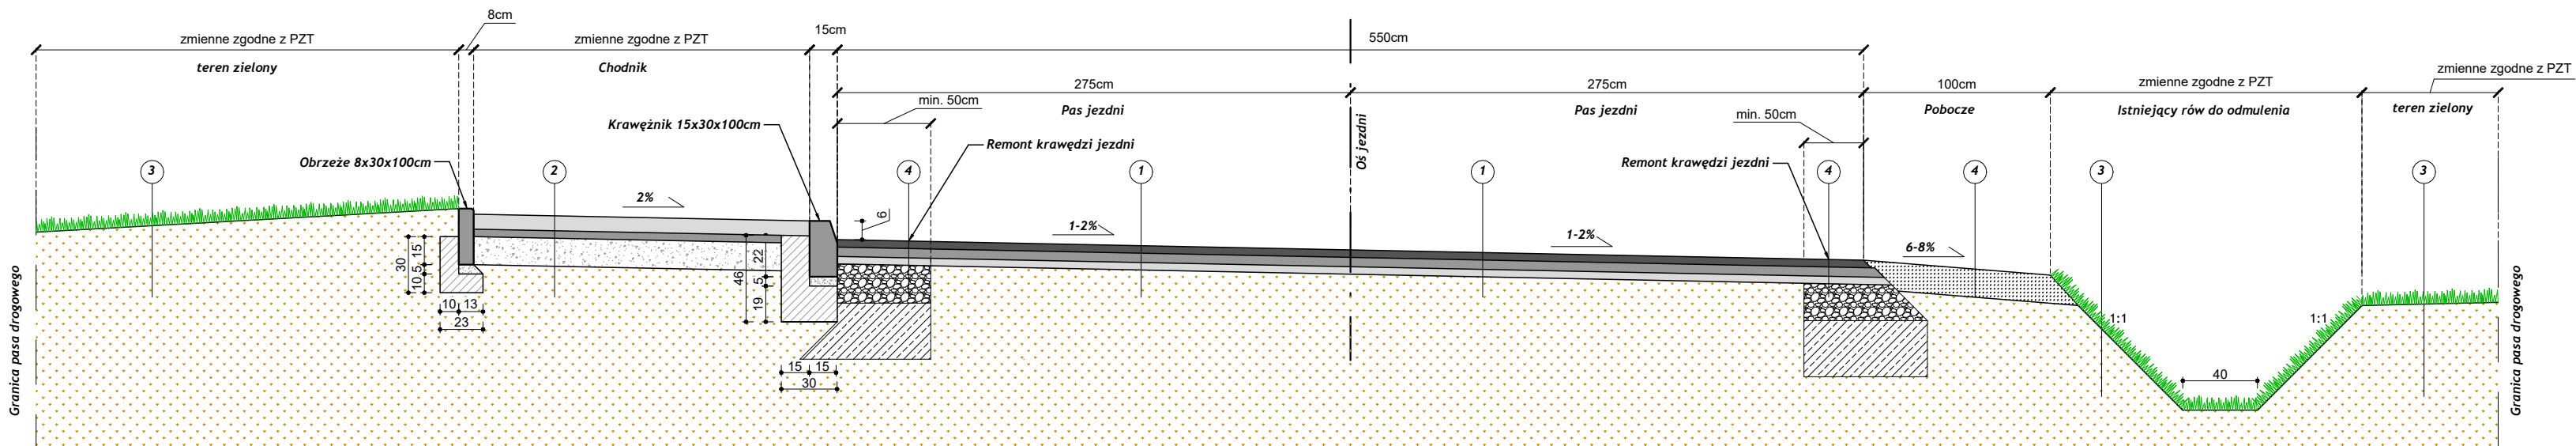 8cm
15cm
zmienne zgodne z PZT
zmienne zgodne z PZT
550cm
teren zielony
Chodnik
zmienne zgodne z PZT
275cm
275cm
100cm
zmienne zgodne z PZT
min. 50cm
Pas jezdni
Pas jezdni
Pobocze
Istniejący rów do odmulenia
teren zielony
min. 50cm
Krawężnik 15x30x100cm
Remont krawędzi jezdni
Oś jezdni
Obrzeże 8x30x100cm
Remont krawędzi jezdni
3
2
4
1
1
4
4
3
3
2%
6
1-2%
1-2%
6-8%
30
15
5
10
10
13
23
46
22
5
19
15
15
30
1:1
1:1
40
Granica pasa drogowego
Granica pasa drogowego